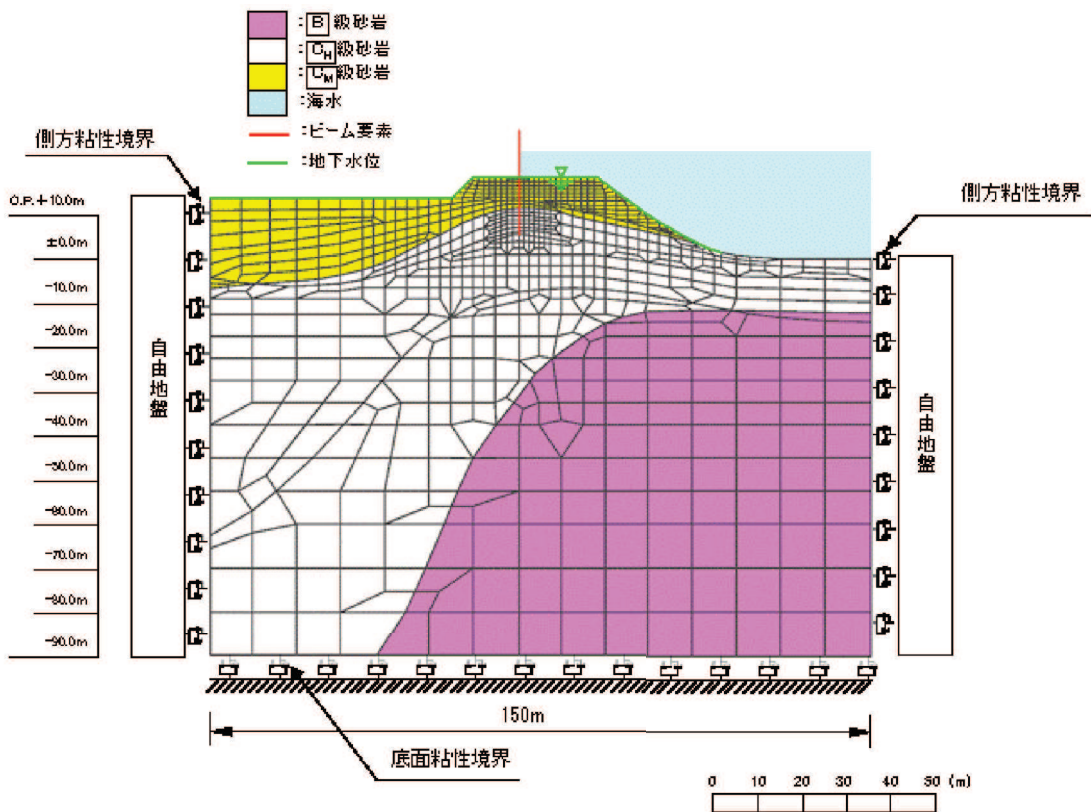 :B級砂岩
:CH級砂岩
:CM級砂岩
:海水
:ビーム要素
:地下水位
側方粘性境界
側方粘性境界
O.P.+10.0m
±0.0m
-10.0m
-20.0m
-30.0m
-40.0m
-50.0m
-60.0m
-70.0m
-80.0m
-90.0m
自由地盤
自由地盤
150m
底面粘性境界
0 10 20 30 40 50 (m)